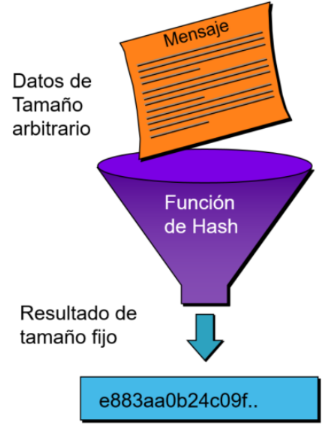 Mensaje
Datos de
Tamaño
arbitrario
Función
de Hash
Resultado de
tamaño fijo
e883aa0b24c09f..